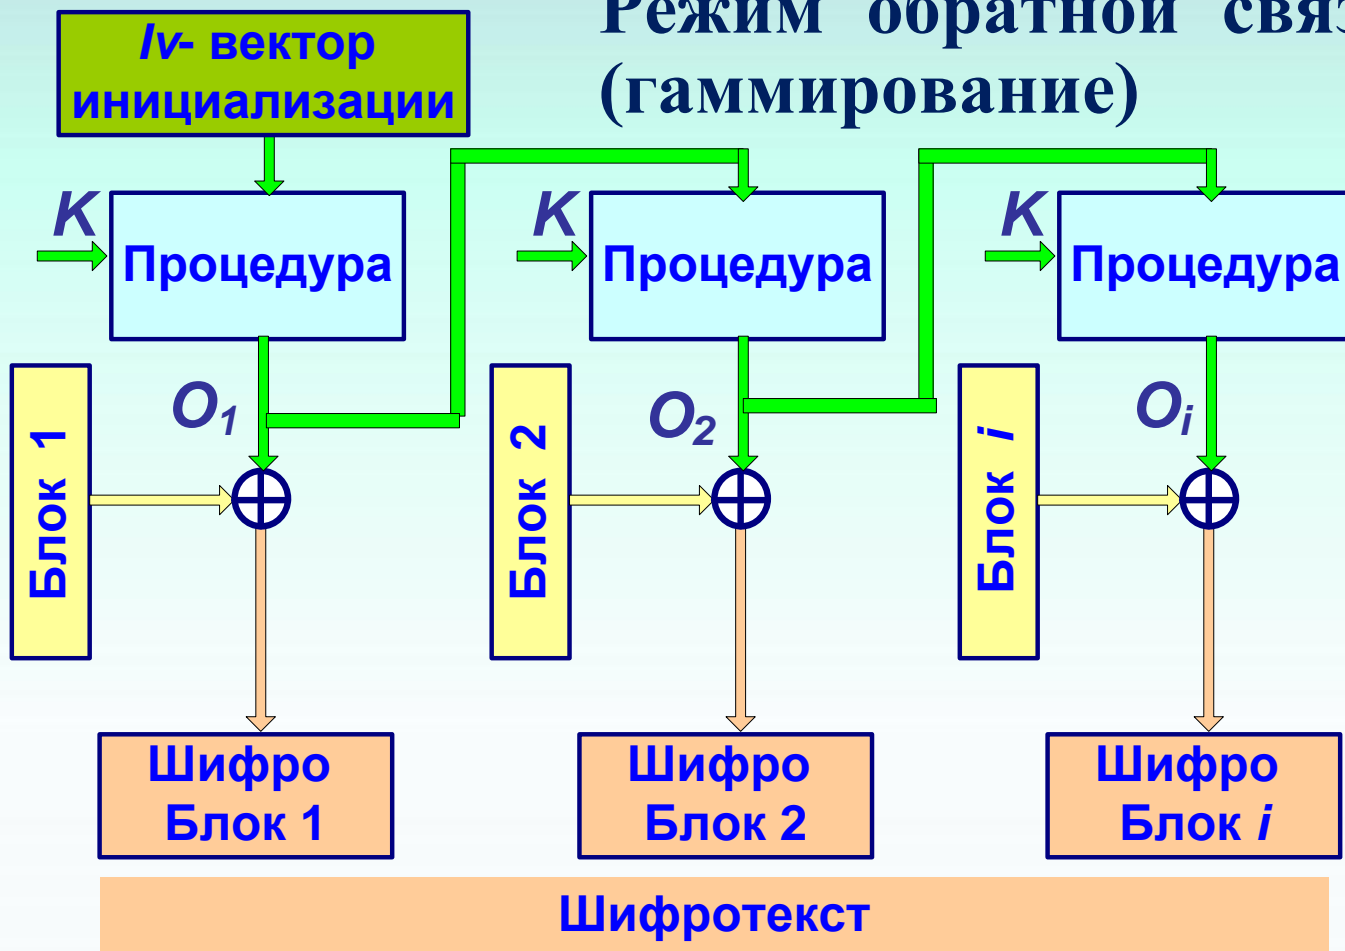 Режим обратной
(гаммирование)
Iv- вектор
инициализации
K
Процедура
K
Процедура
K
Процедура
O1
O2
Oi
Блок 1
Блок 2
Блок i
Шифро
Блок 1
Шифро
Блок 2
Шифро
Блок i
Шифротекст